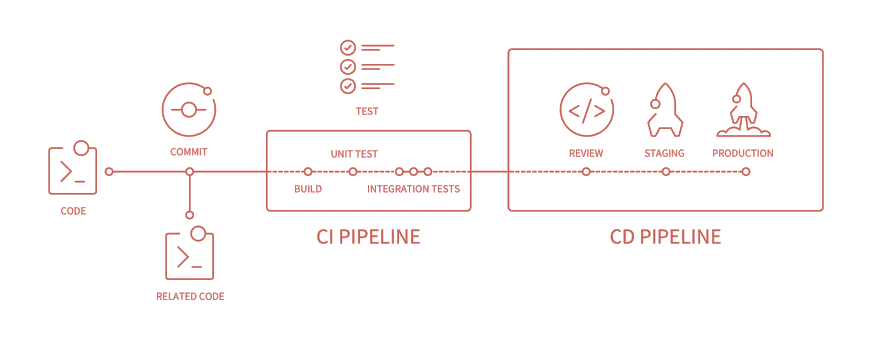 TEST
COMMIT
CODE
RELATED CODE
UNIT TEST
BUILD
INTEGRATION TESTS
CI PIPELINE
REVIEW
STAGING
PRODUCTION
CD PIPELINE